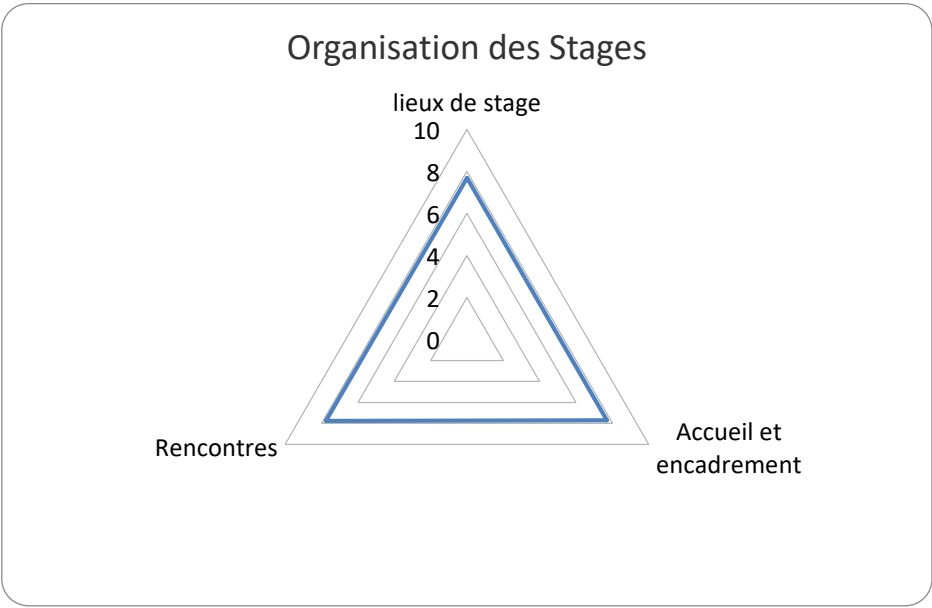 Organisation des Stages
lieux de stage
10
8
6
4
2
0
Rencontres
Accueil et
encadrement